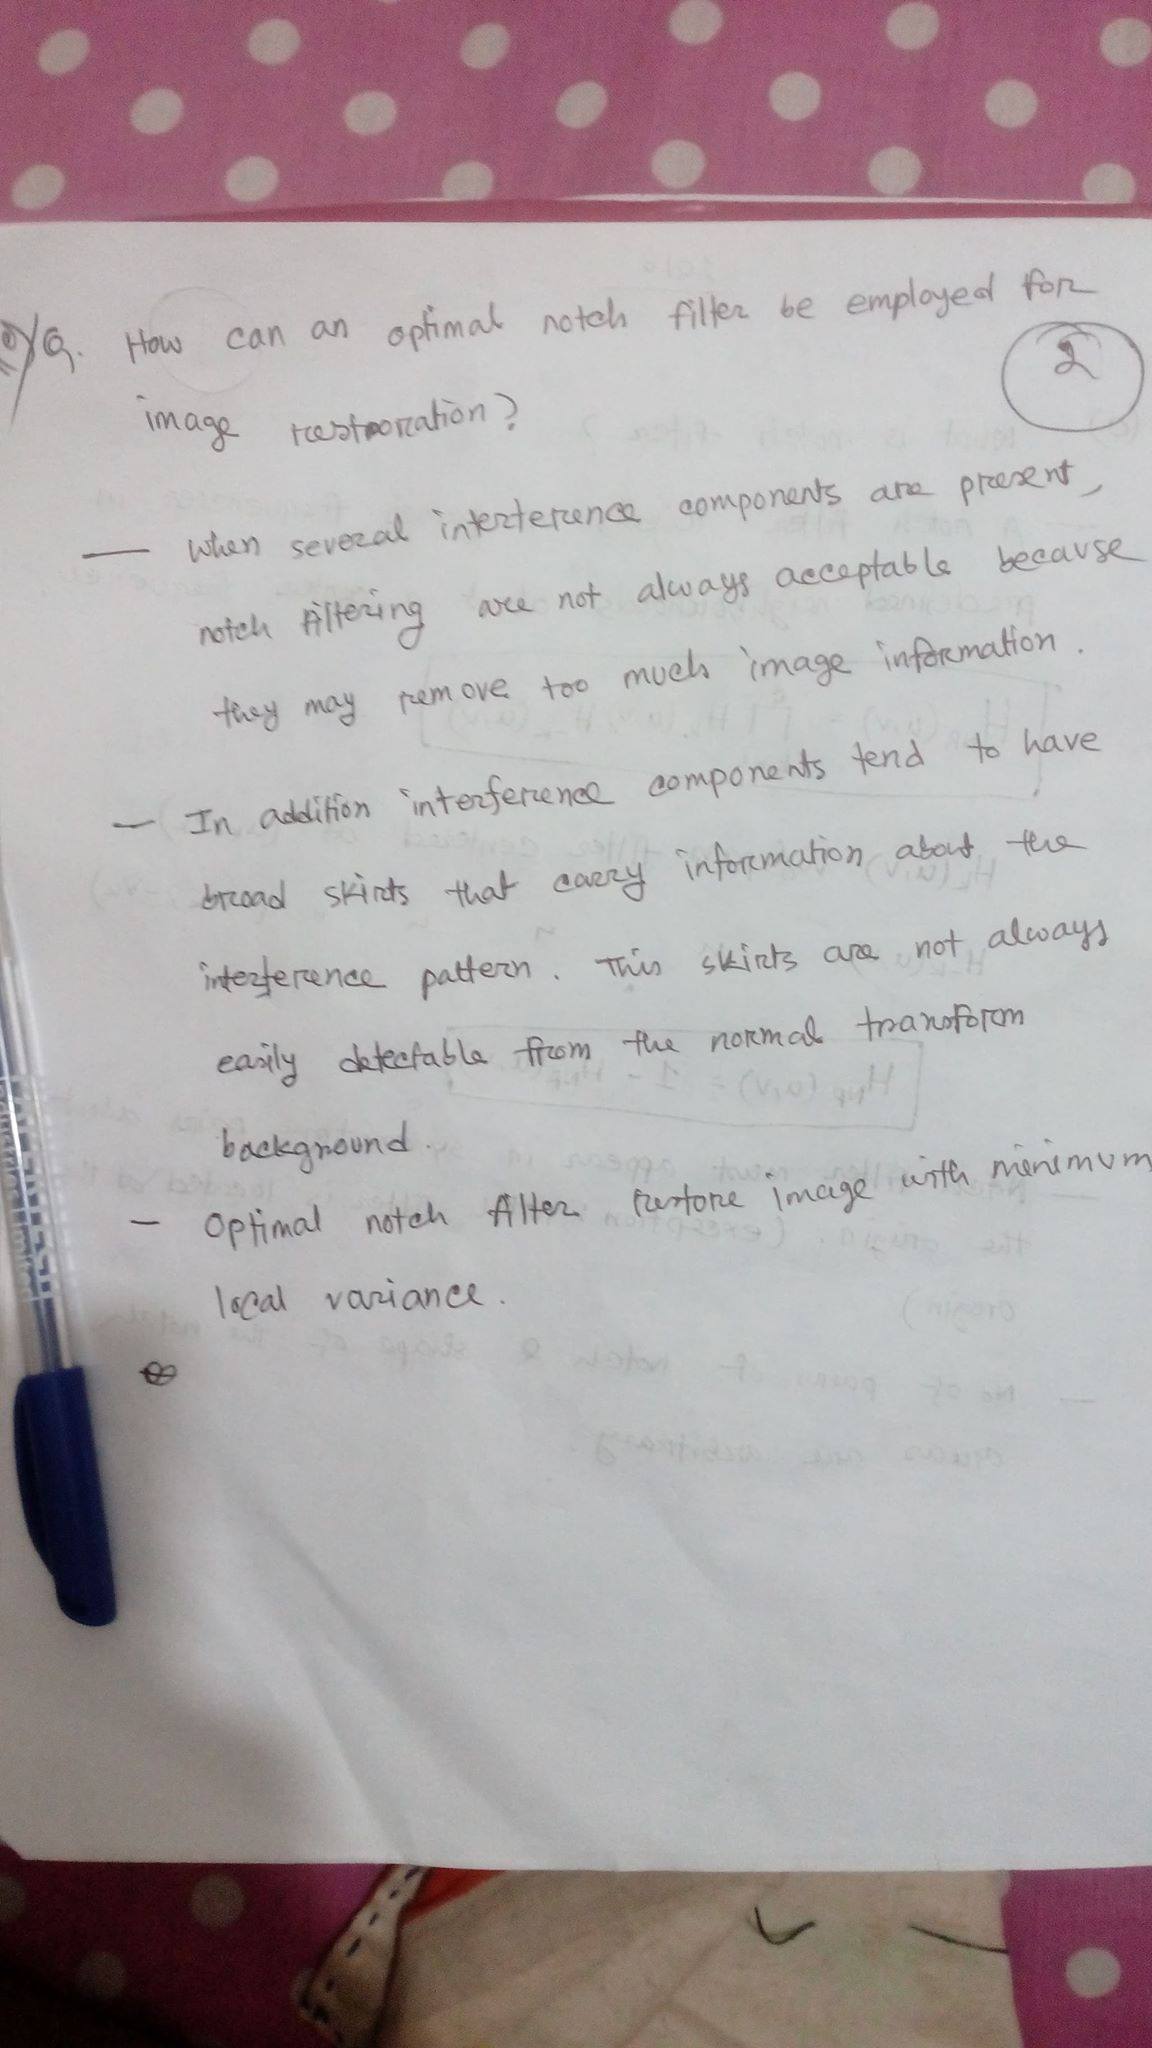 Q. How can an optimal notch filter be employed for
2
image restroration?
— When several interference components are present,
notch filtering are not always acceptable because
they may remove too much image information.
— In addition interference components tend to have
broad skirts that carry information about the
interference pattern. This skirts are not always
easily detectable from the normal transform
background.
— Optimal notch filter restore image with minimum
local variance.